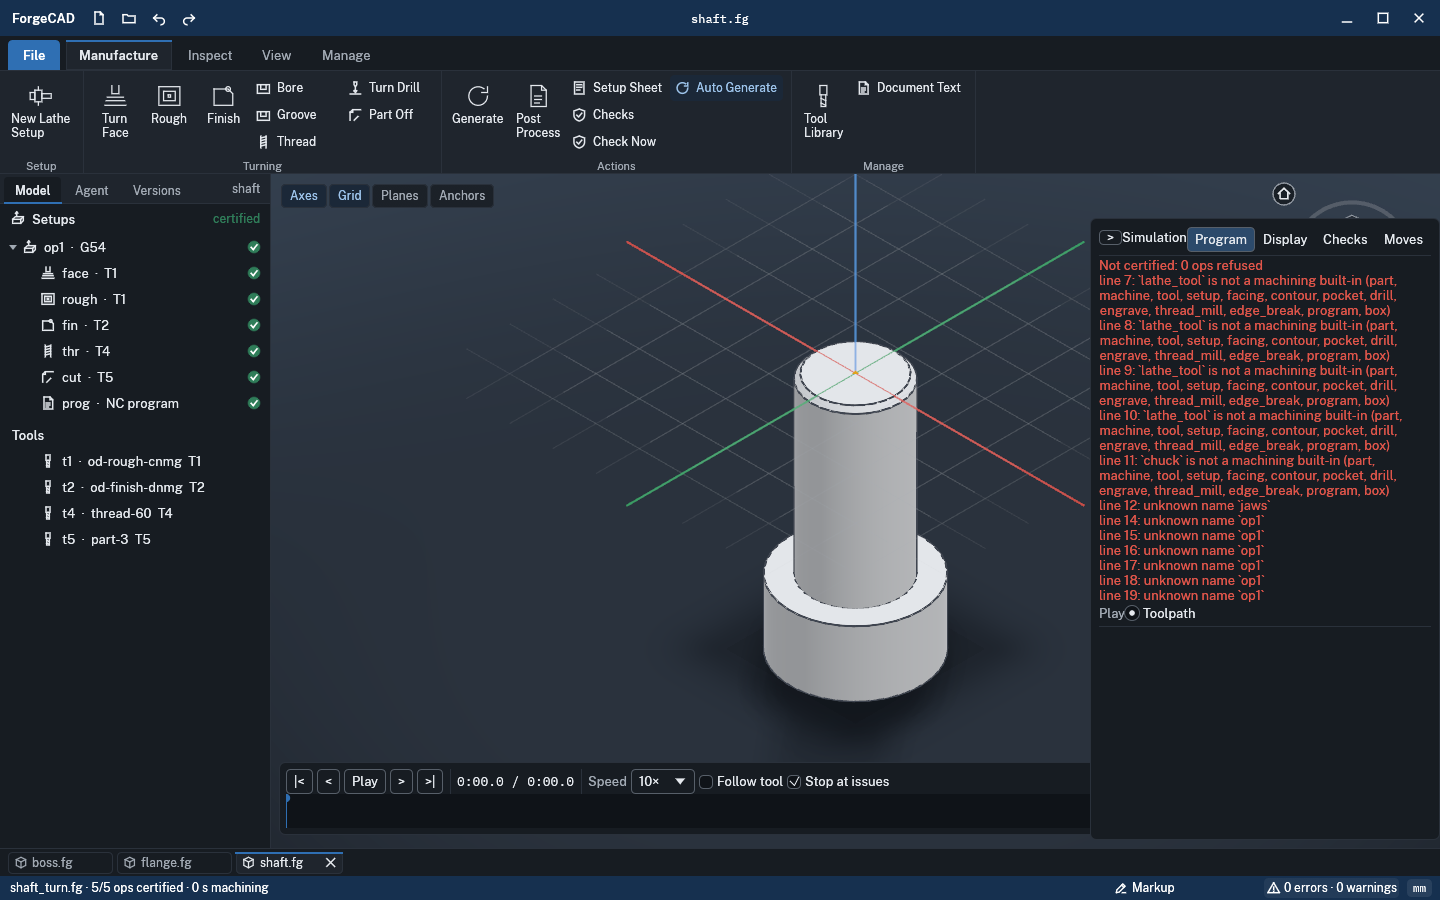 ForgeCAD
shaft.fg
File
Manufacture
Inspect
View
Manage
New Lathe
Setup
Setup
Turn
Face
Rough
Finish
Bore
Groove
Thread
Turn Drill
Part Off
Turning
Generate
Post
Process
Setup Sheet
Checks
Check Now
Auto Generate
Actions
Tool
Library
Document Text
Manage
Model
Agent
Versions
shaft
Setups
certified
op1 · G54
face · T1
rough · T1
fin · T2
thr · T4
cut · T5
prog · NC program
Tools
t1 · od-rough-cnmg T1
t2 · od-finish-dnmg T2
t4 · thread-60 T4
t5 · part-3 T5
Axes
Grid
Planes
Anchors
> Simulation
Program
Display
Checks
Moves
Not certified: 0 ops refused
line 7: `lathe_tool` is not a machining built-in (part,
machine, tool, setup, facing, contour, pocket, drill,
engrave, thread_mill, edge_break, program, box)
line 8: `lathe_tool` is not a machining built-in (part,
machine, tool, setup, facing, contour, pocket, drill,
engrave, thread_mill, edge_break, program, box)
line 9: `lathe_tool` is not a machining built-in (part,
machine, tool, setup, facing, contour, pocket, drill,
engrave, thread_mill, edge_break, program, box)
line 10: `lathe_tool` is not a machining built-in (part,
machine, tool, setup, facing, contour, pocket, drill,
engrave, thread_mill, edge_break, program, box)
line 11: `chuck` is not a machining built-in (part,
machine, tool, setup, facing, contour, pocket, drill,
engrave, thread_mill, edge_break, program, box)
line 12: unknown name `jaws`
line 14: unknown name `op1`
line 15: unknown name `op1`
line 16: unknown name `op1`
line 17: unknown name `op1`
line 18: unknown name `op1`
line 19: unknown name `op1`
Play Toolpath
|< < Play > >| 0:00.0 / 0:00.0 Speed 10× Follow tool Stop at issues
boss.fg
flange.fg
shaft.fg
shaft_turn.fg · 5/5 ops certified · 0 s machining
Markup
0 errors · 0 warnings
mm